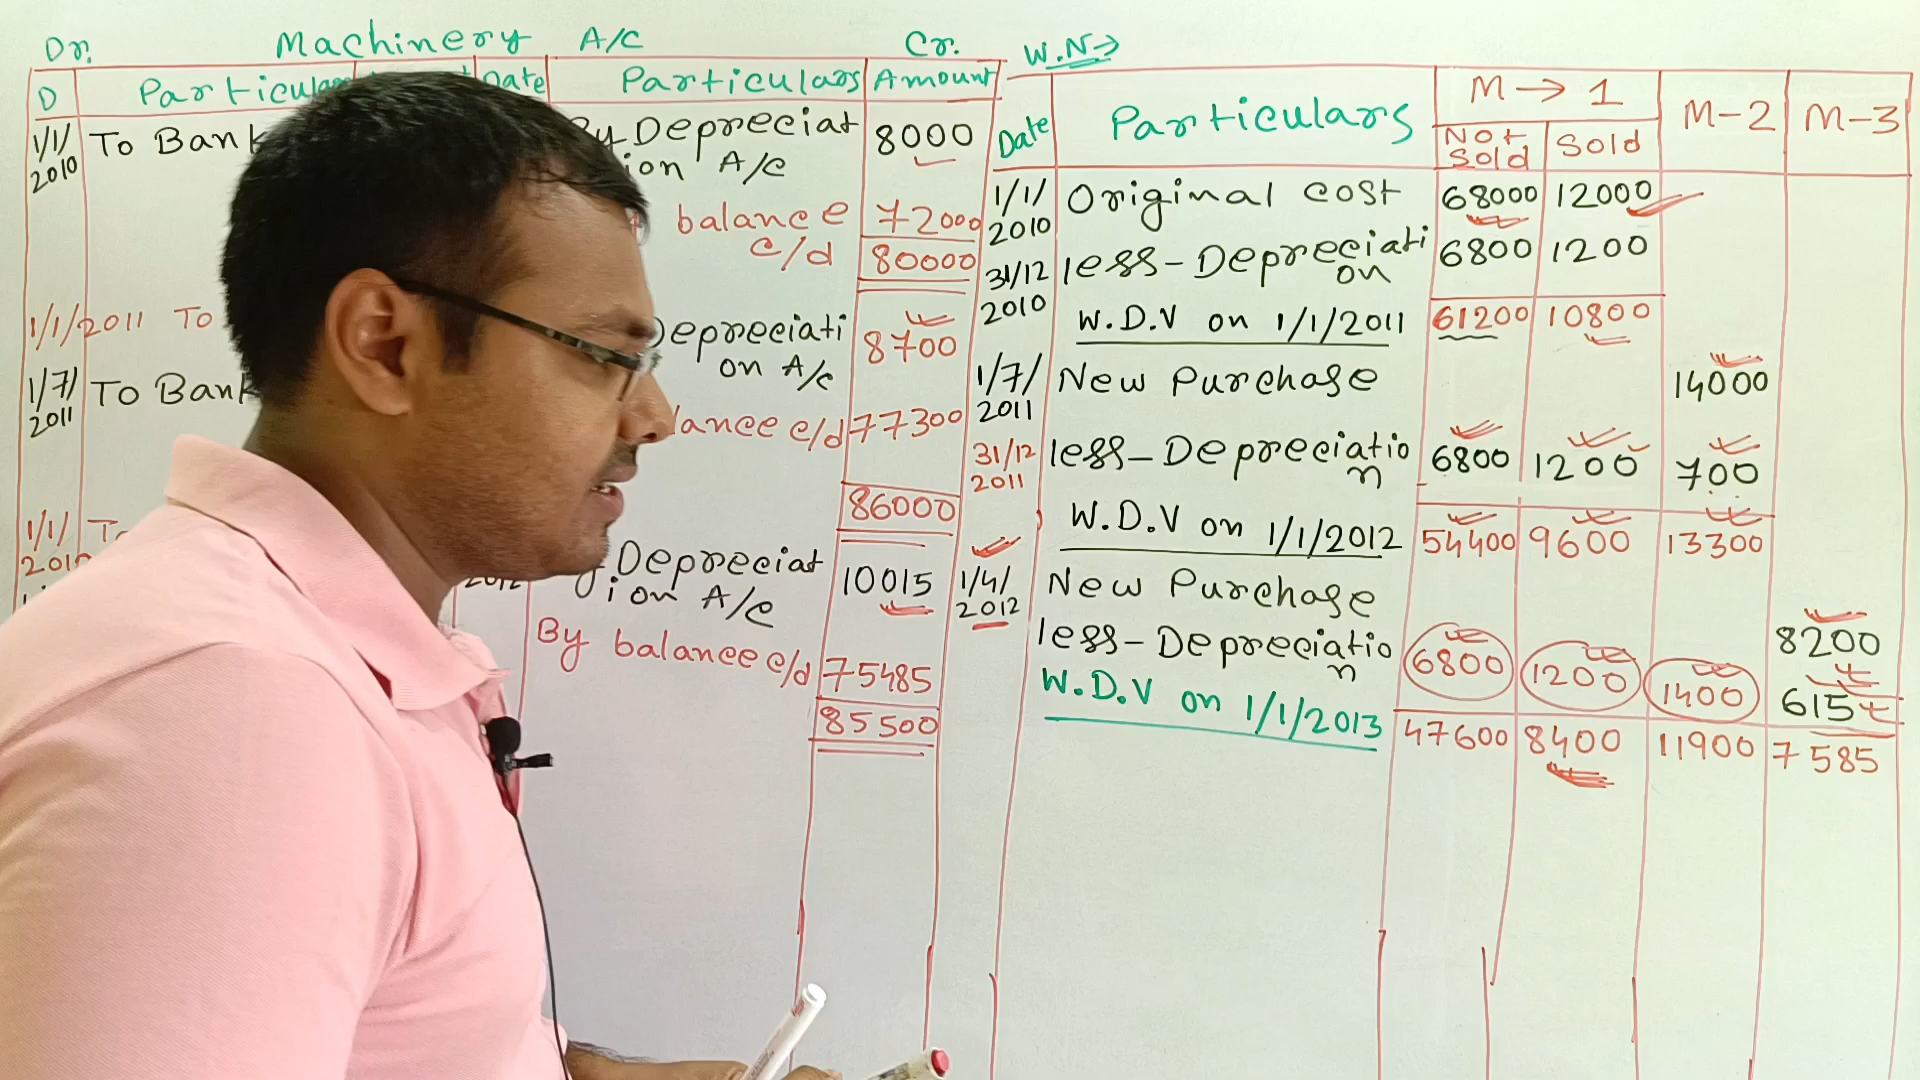 Dr. Machinery A/C Cr.
D Particulars Date Particulars Amount
1/1/2010 To Bank By Depreciation A/c 8000
balance c/d 72000
80000
1/1/2011 To Depreciation A/c 8700
1/7/2011 To Bank
balance c/d 77300
86000
1/1/ Depreciation A/c 10015
2012
By balance c/d 75485
85500
W.N→
Date Particulars M→1 M-2 M-3
Not Sold Sold
1/1/2010 Original cost 68000 12000
31/12 2010 less-Depreciation 6800 1200
W.D.V on 1/1/2011 61200 10800
1/7/2011 New Purchase 14000
31/12 2011 less-Depreciation 6800 1200 700
W.D.V on 1/1/2012 54400 9600 13300
1/4/2012 New Purchase 8200
less-Depreciation 6800 1200 1400 615
W.D.V on 1/1/2013 47600 8400 11900 7585